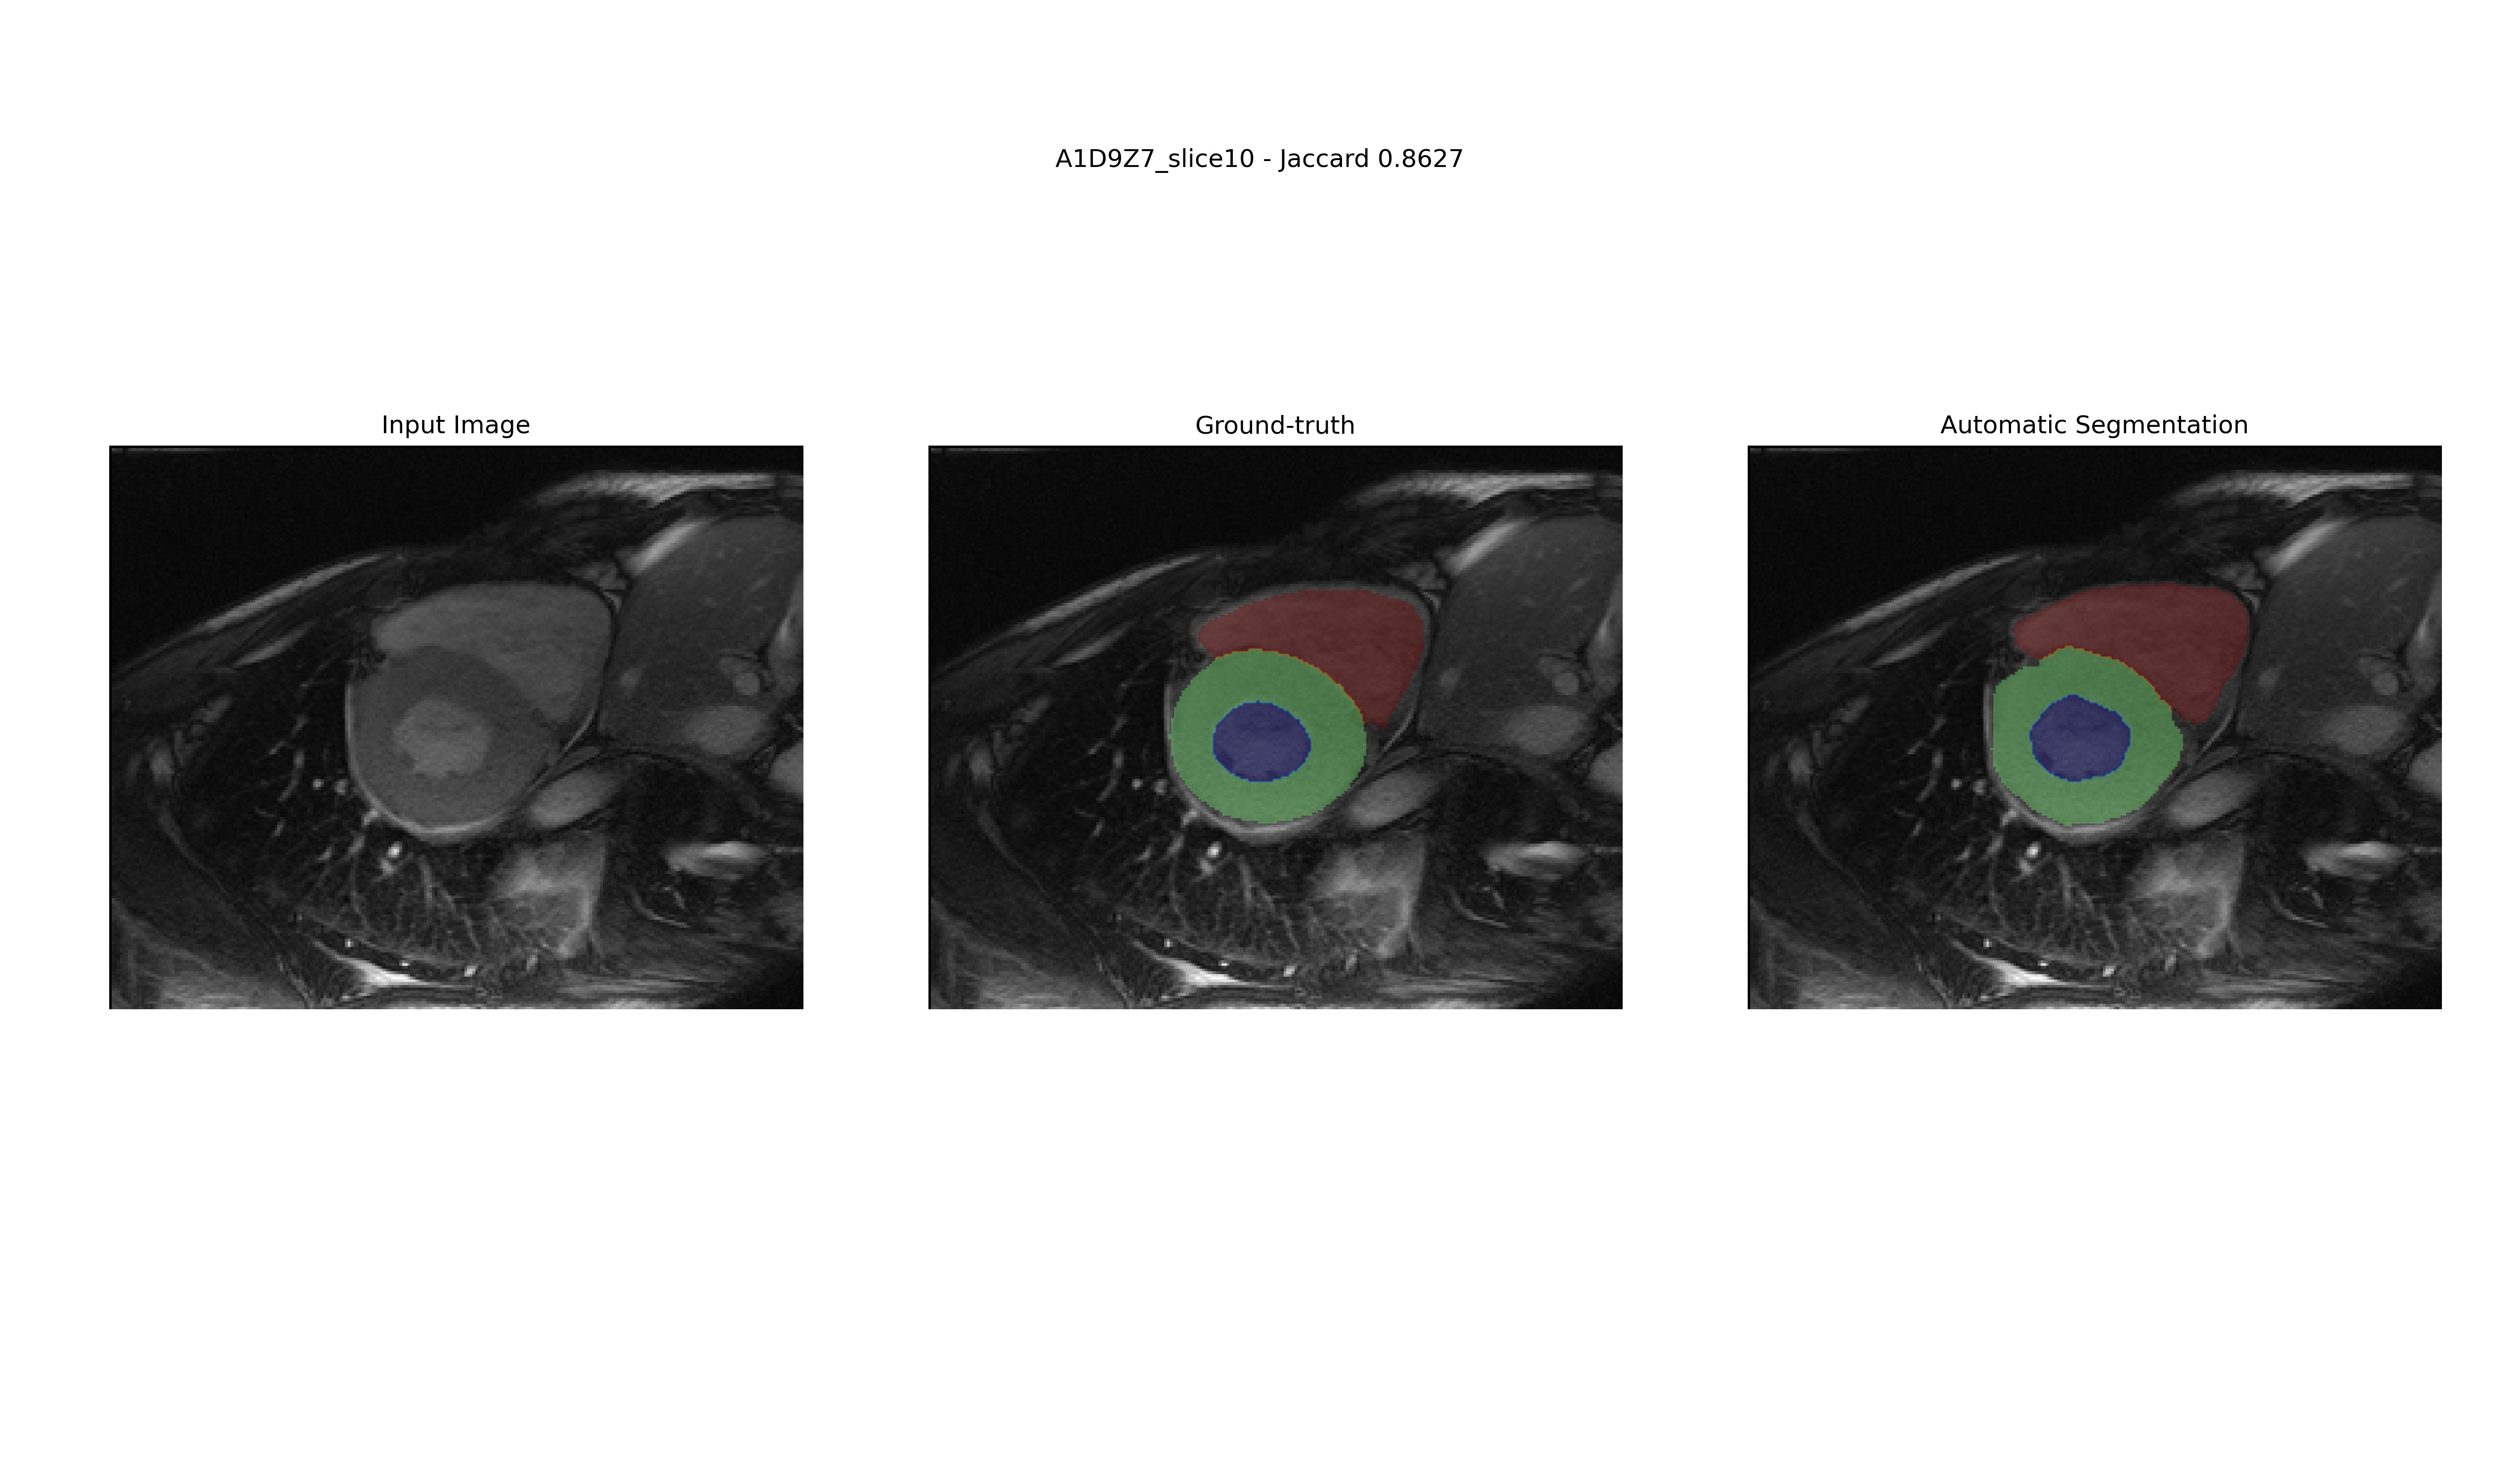 A1D9Z7_slice10 - Jaccard 0.8627
Input Image
Ground-truth
Automatic Segmentation